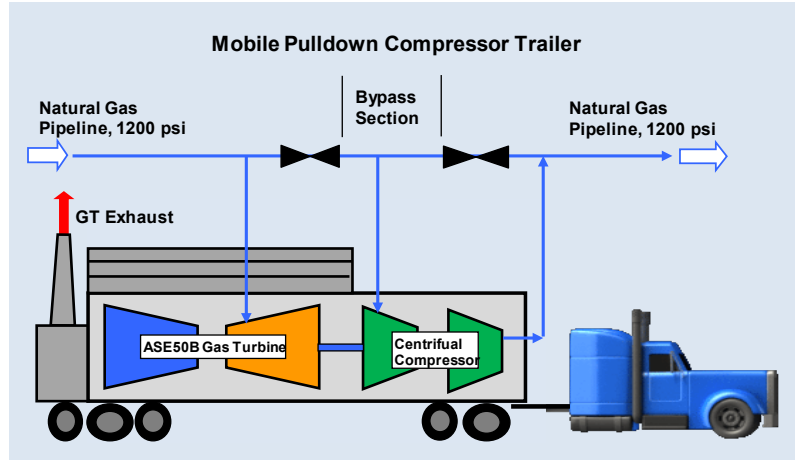 Mobile Pulldown Compressor Trailer
Bypass
Section
Natural Gas
Pipeline, 1200 psi
Natural Gas
Pipeline, 1200 psi
GT Exhaust
ASE50B Gas Turbine
Centrifugal
Compressor